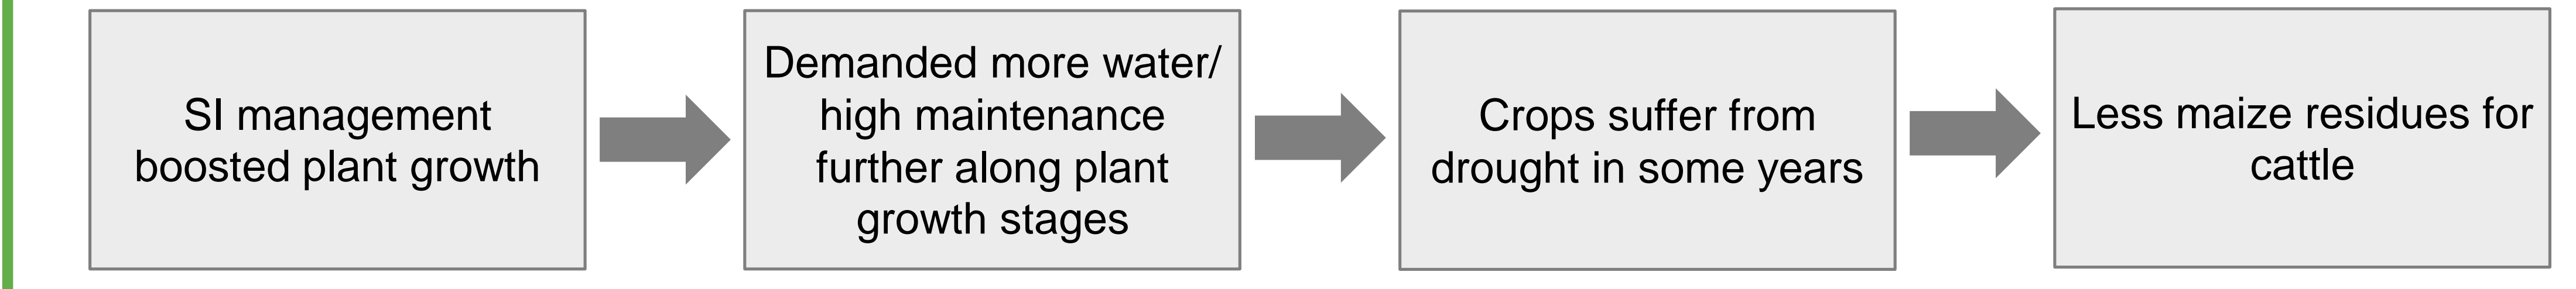 SI management
boosted plant growth
Demanded more water/
high maintenance
further along plant
growth stages
Crops suffer from
drought in some years
Less maize residues for
cattle